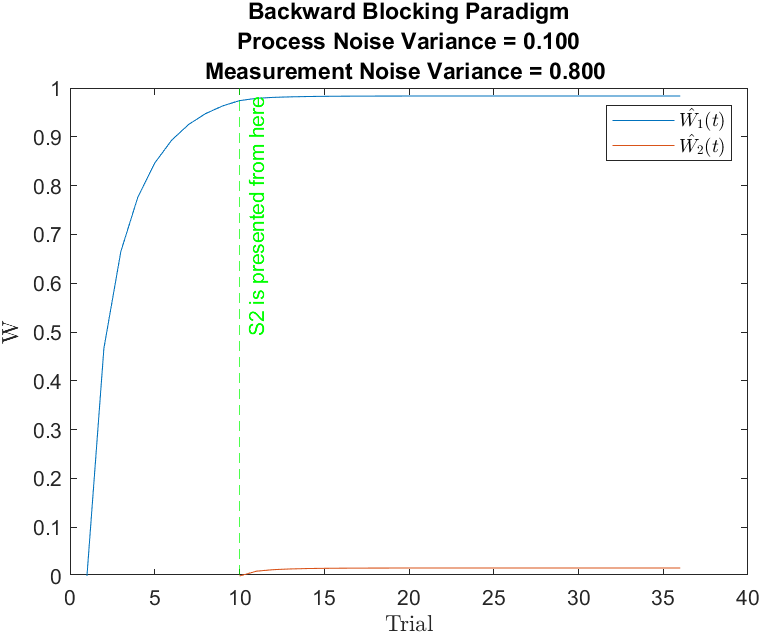 Backward Blocking Paradigm
Process Noise Variance = 0.100
Measurement Noise Variance = 0.800
1
0.9
0.8
0.7
0.6
0.5
0.4
0.3
0.2
0.1
0
W
S2 is presented from here
Ŵ₁(t)
Ŵ₂(t)
0 5 10 15 20 25 30 35 40
Trial